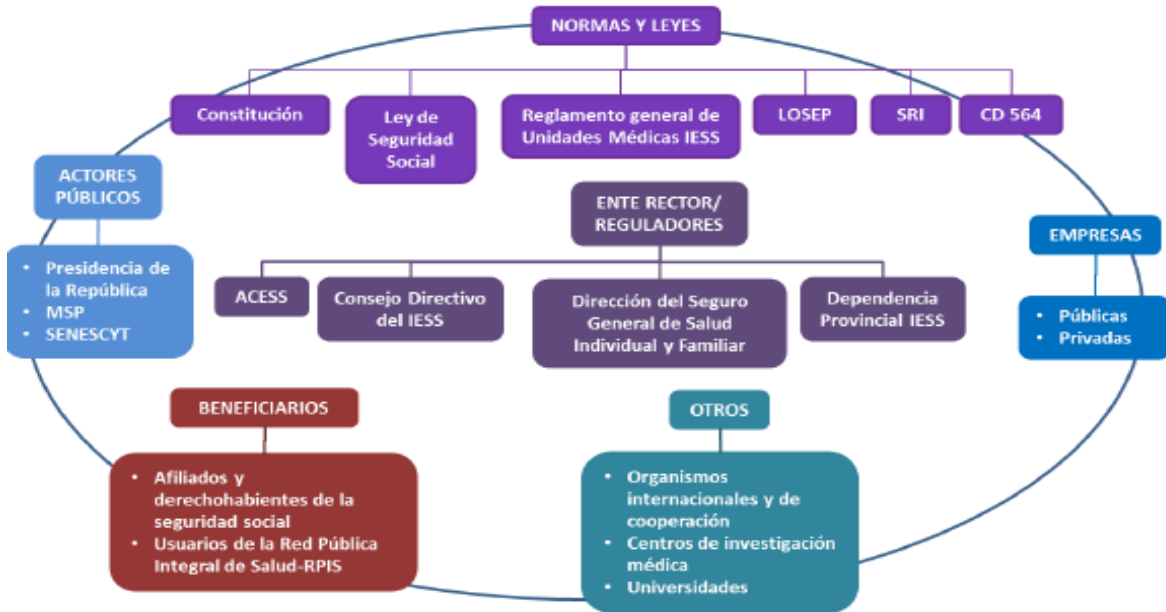 NORMAS Y LEYES
Constitución
Ley de
Seguridad
Social
Reglamento general de
Unidades Médicas IESS
LOSEP
SRI
CD 564
ACTORES
PÚBLICOS
• Presidencia de
la República
• MSP
• SENESCYT
ENTE RECTOR/
REGULADORES
ACESS
Consejo Directivo
del IESS
Dirección del Seguro
General de Salud
Individual y Familiar
Dependencia
Provincial IESS
EMPRESAS
• Públicas
• Privadas
BENEFICIARIOS
• Afiliados y
derechohabientes de la
seguridad social
• Usuarios de la Red Pública
Integral de Salud-RPIS
OTROS
• Organismos
internacionales y de
cooperación
• Centros de investigación
médica
• Universidades